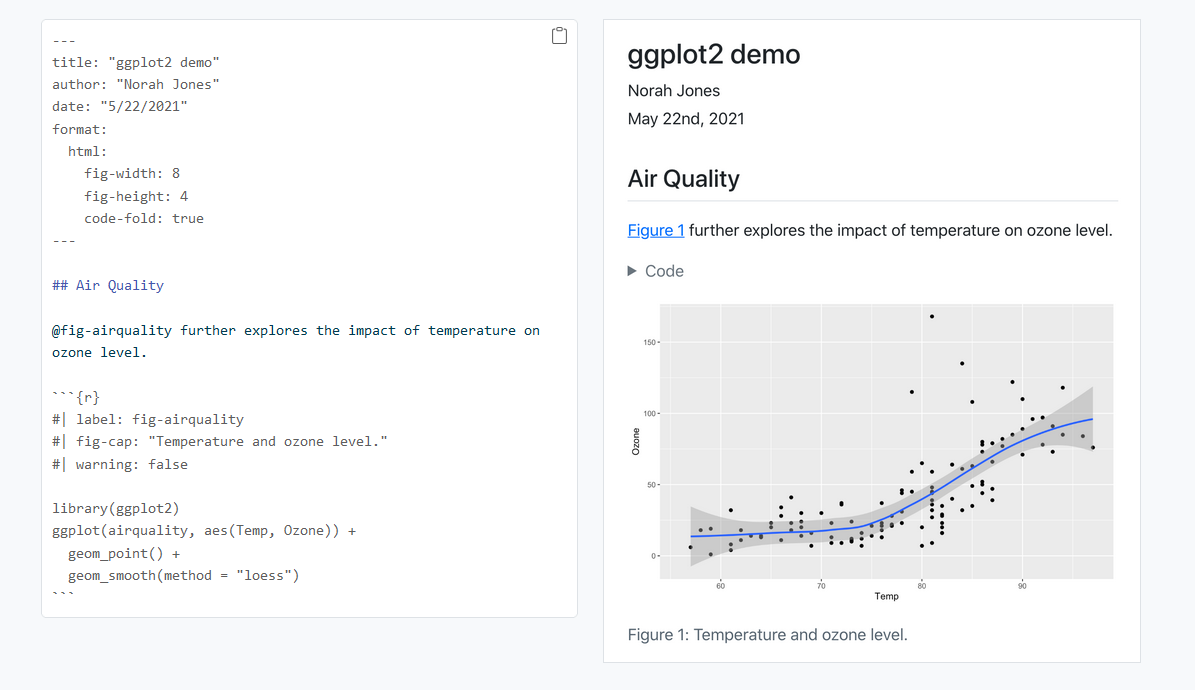 ---
title: "ggplot2 demo"
author: "Norah Jones"
date: "5/22/2021"
format:
  html:
    fig-width: 8
    fig-height: 4
    code-fold: true
---
## Air Quality
@fig-airquality further explores the impact of temperature on
ozone level.
```{r}
#| label: fig-airquality
#| fig-cap: "Temperature and ozone level."
#| warning: false
library(ggplot2)
ggplot(airquality, aes(Temp, Ozone)) +
  geom_point() +
  geom_smooth(method = "loess")
```
ggplot2 demo
Norah Jones
May 22nd, 2021
Air Quality
Figure 1 further explores the impact of temperature on ozone level.
Code
150
100
50
0
Ozone
60 70 80 90
Temp
Figure 1: Temperature and ozone level.